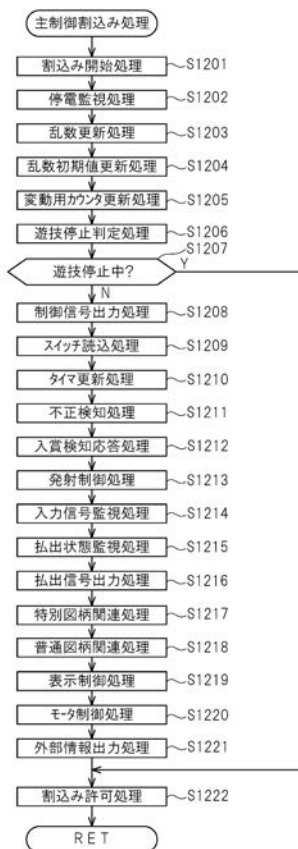 主制御割込み処理
割込み開始処理 S1201
停電監視処理 S1202
乱数更新処理 S1203
乱数初期値更新処理 S1204
変動用カウンタ更新処理 S1205
遊技停止判定処理 S1206
S1207
遊技停止中? Y
N
制御信号出力処理 S1208
スイッチ読込処理 S1209
タイマ更新処理 S1210
不正検知処理 S1211
入賞検知応答処理 S1212
発射制御処理 S1213
入力信号監視処理 S1214
払出状態監視処理 S1215
払出信号出力処理 S1216
特別図柄関連処理 S1217
普通図柄関連処理 S1218
表示制御処理 S1219
モータ制御処理 S1220
外部情報出力処理 S1221
割込み許可処理 S1222
RET